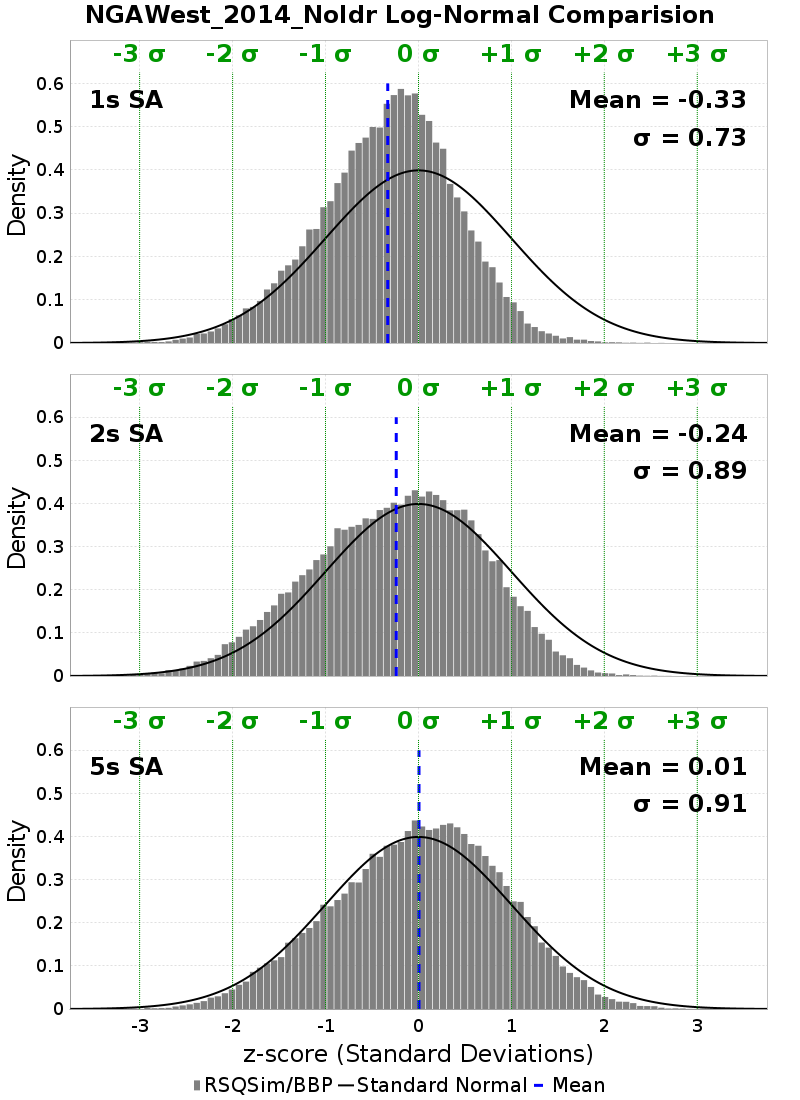 NGAWest_2014_NoIdr Log-Normal Comparision
-3 σ -2 σ -1 σ 0 σ +1 σ +2 σ +3 σ
1s SA
Mean = -0.33
σ = 0.73
0.6
0.5
0.4
0.3
0.2
0.1
0
Density
-3 σ -2 σ -1 σ 0 σ +1 σ +2 σ +3 σ
2s SA
Mean = -0.24
σ = 0.89
0.6
0.5
0.4
0.3
0.2
0.1
0
Density
-3 σ -2 σ -1 σ 0 σ +1 σ +2 σ +3 σ
5s SA
Mean = 0.01
σ = 0.91
0.6
0.5
0.4
0.3
0.2
0.1
0
Density
-3 -2 -1 0 1 2 3
z-score (Standard Deviations)
RSQSim/BBP Standard Normal Mean